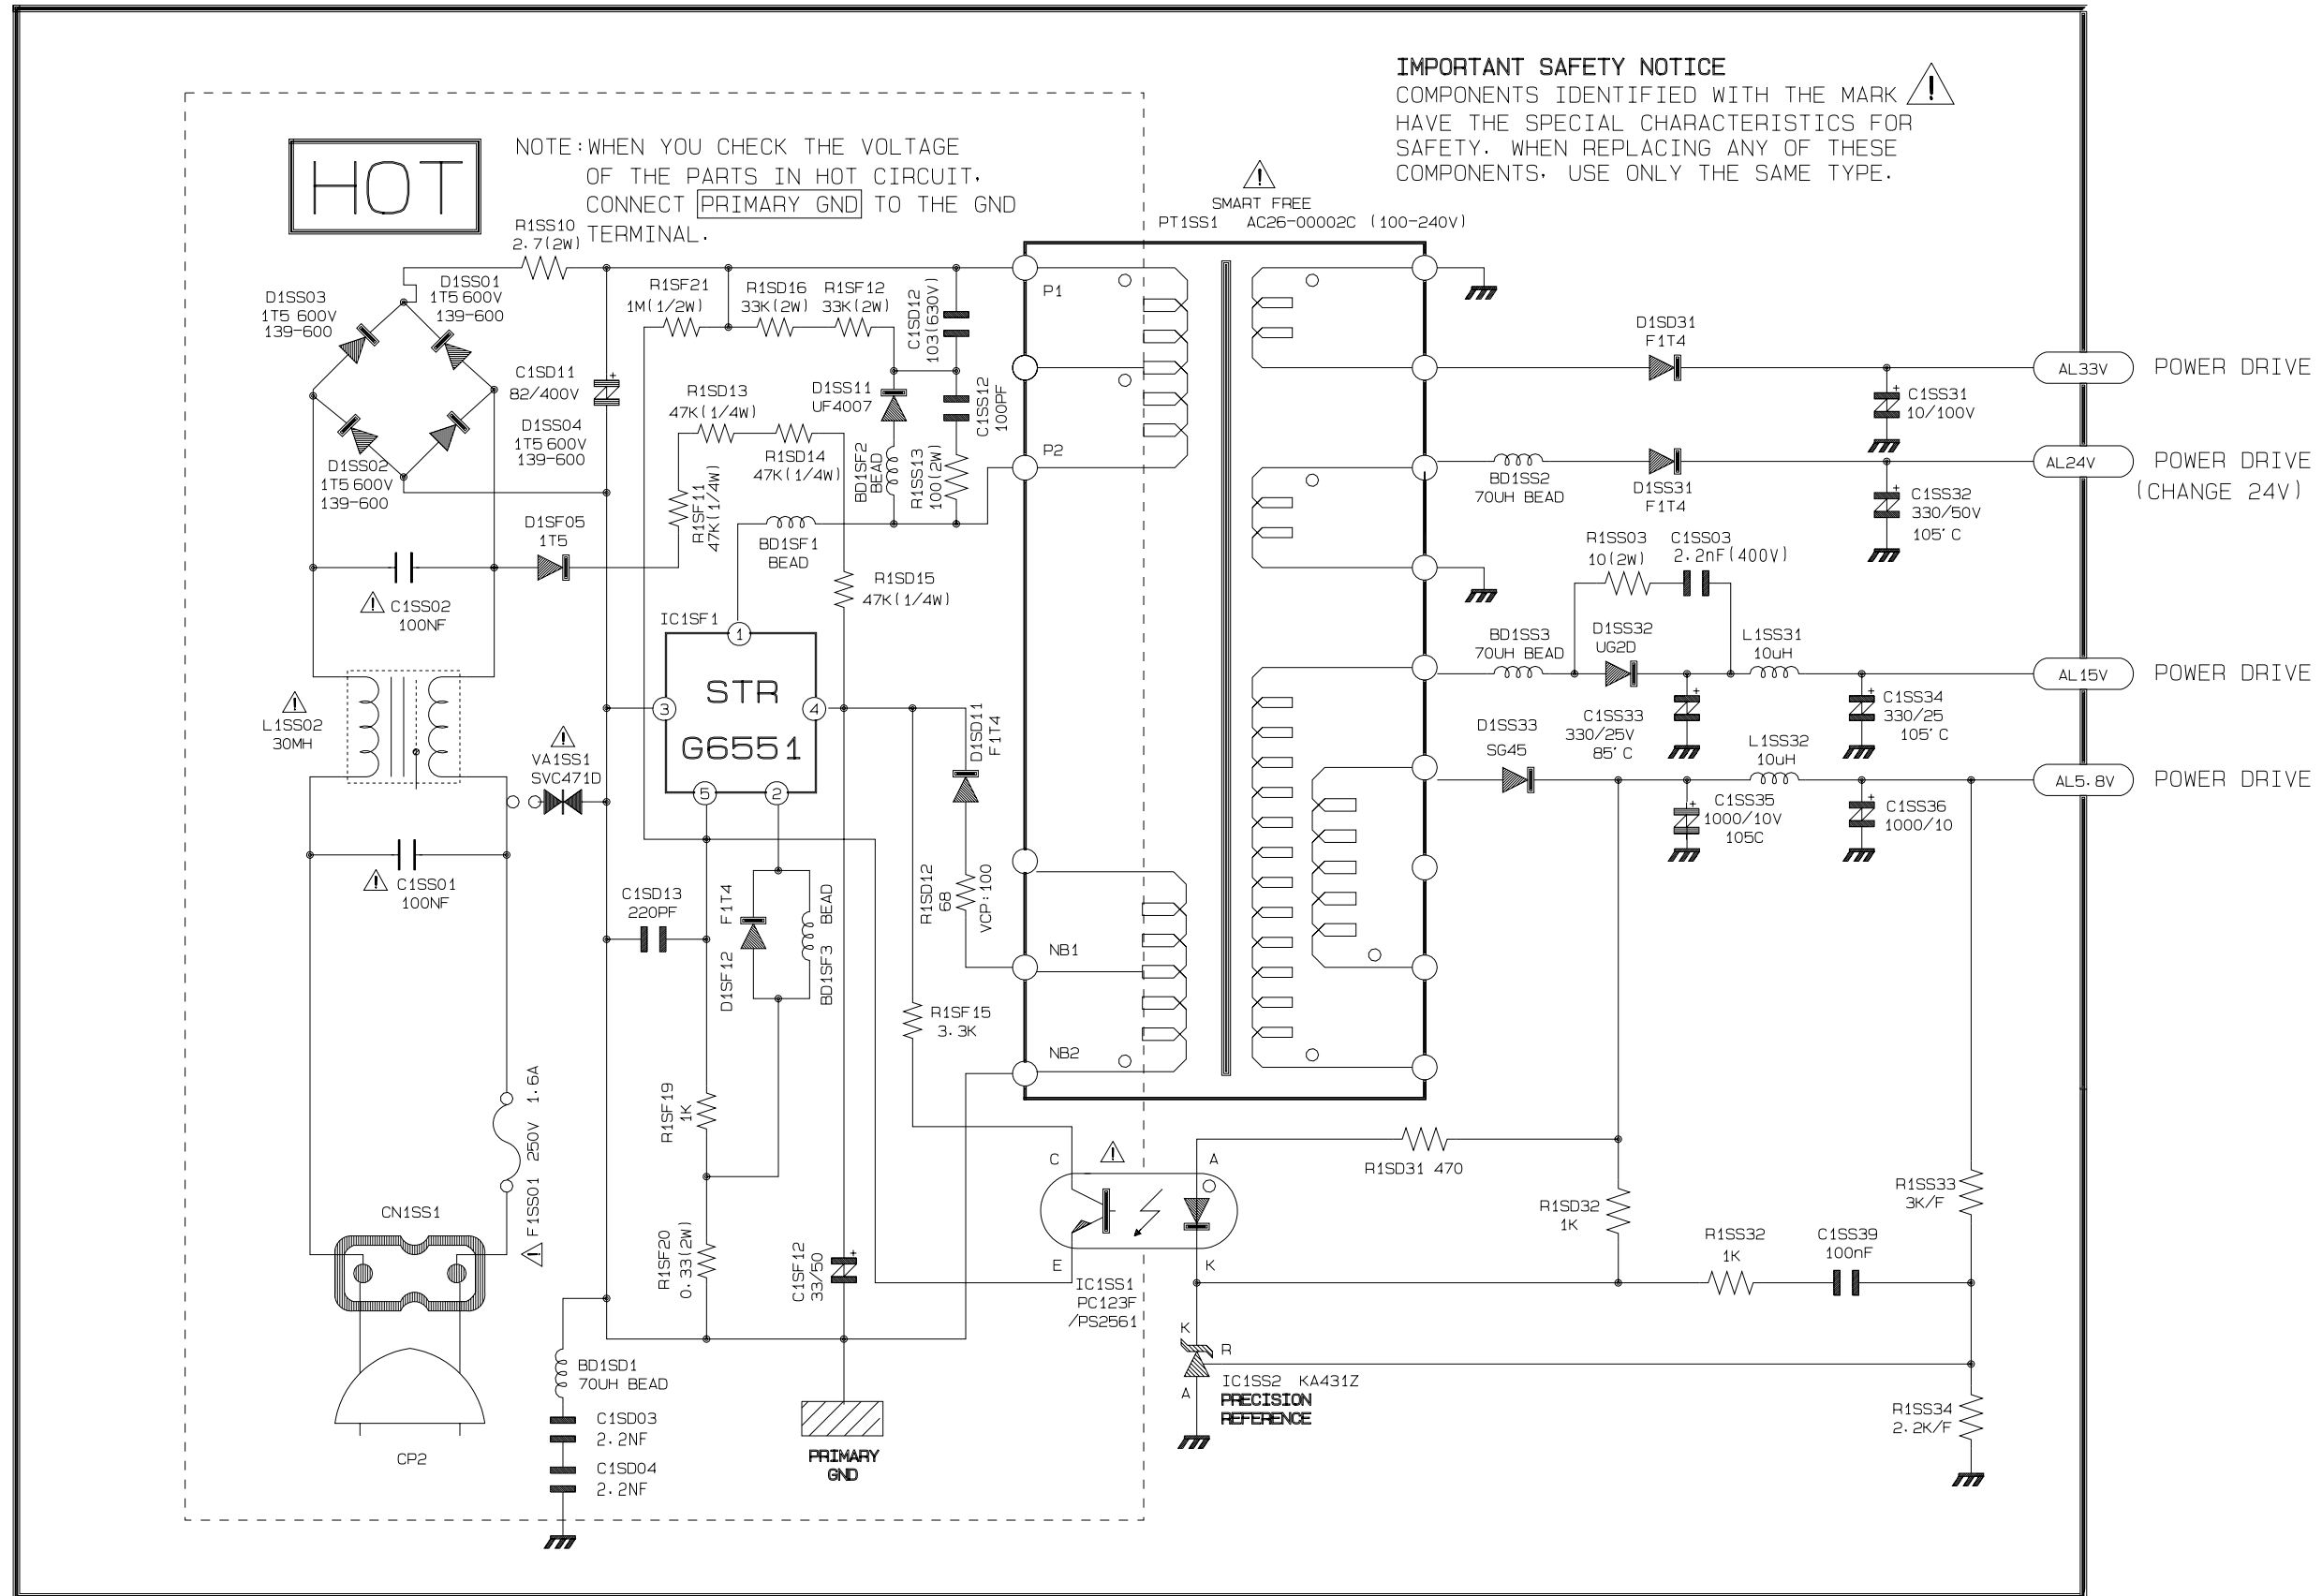 IMPORTANT SAFETY NOTICE
COMPONENTS IDENTIFIED WITH THE MARK
HAVE THE SPECIAL CHARACTERISTICS FOR
SAFETY. WHEN REPLACING ANY OF THESE
COMPONENTS. USE ONLY THE SAME TYPE.
HOT
NOTE:WHEN YOU CHECK THE VOLTAGE
OF THE PARTS IN HOT CIRCUIT.
CONNECT PRIMARY GND TO THE GND
TERMINAL.
SMART FREE
PT1SS1 AC26-00002C (100-240V)
R1SS10
2.7(2W)
D1SS03
1T5 600V
139-600
D1SS01
1T5 600V
139-600
C1SD11
82/400V
D1SS04
1T5 600V
139-600
D1SS02
1T5 600V
139-600
R1SF21
1M(1/2W)
R1SD16
33K(2W)
R1SF12
33K(2W)
C1SD12
103(630V)
R1SD13
47K(1/4W)
R1SD14
47K(1/4W)
R1SF11
47K(1/4W)
D1SS11
UF4007
BD1SF2
BEAD
R1SS13
100(2W)
C1SS12
100PF
D1SF05
1T5
BD1SF1
BEAD
R1SD15
47K(1/4W)
C1SS02
100NF
L1SS02
30MH
VA1SS1
SVC471D
C1SS01
100NF
IC1SF1
STR
G6551
1
3
4
5
2
D1SD11
F1T4
R1SD12
68
VCP:100
C1SD13
220PF
D1SF12 F1T4
BD1SF3 BEAD
R1SF15
3.3K
R1SF19
1K
R1SF20
0.33(2W)
C1SF12
33/50
F1SS01 250V 1.6A
CN1SS1
CP2
BD1SD1
70UH BEAD
C1SD03
2.2NF
C1SD04
2.2NF
PRIMARY
GND
P1
P2
NB1
NB2
D1SD31
F1T4
C1SS31
10/100V
AL33V
POWER DRIVE
BD1SS2
70UH BEAD
D1SS31
F1T4
C1SS32
330/50V
105'C
AL24V
POWER DRIVE
(CHANGE 24V)
R1SS03
10(2W)
C1SS03
2.2nF(400V)
BD1SS3
70UH BEAD
D1SS32
UG2D
L1SS31
10uH
C1SS33
330/25V
85'C
C1SS34
330/25
105'C
AL15V
POWER DRIVE
D1SS33
SG45
L1SS32
10uH
C1SS35
1000/10V
105C
C1SS36
1000/10
AL5.8V
POWER DRIVE
R1SD31 470
R1SD32
1K
R1SS33
3K/F
R1SS32
1K
C1SS39
100nF
R1SS34
2.2K/F
C
A
E
K
IC1SS1
PC123F
/PS2561
K
R
A
IC1SS2 KA431Z
PRECISION
REFERENCE